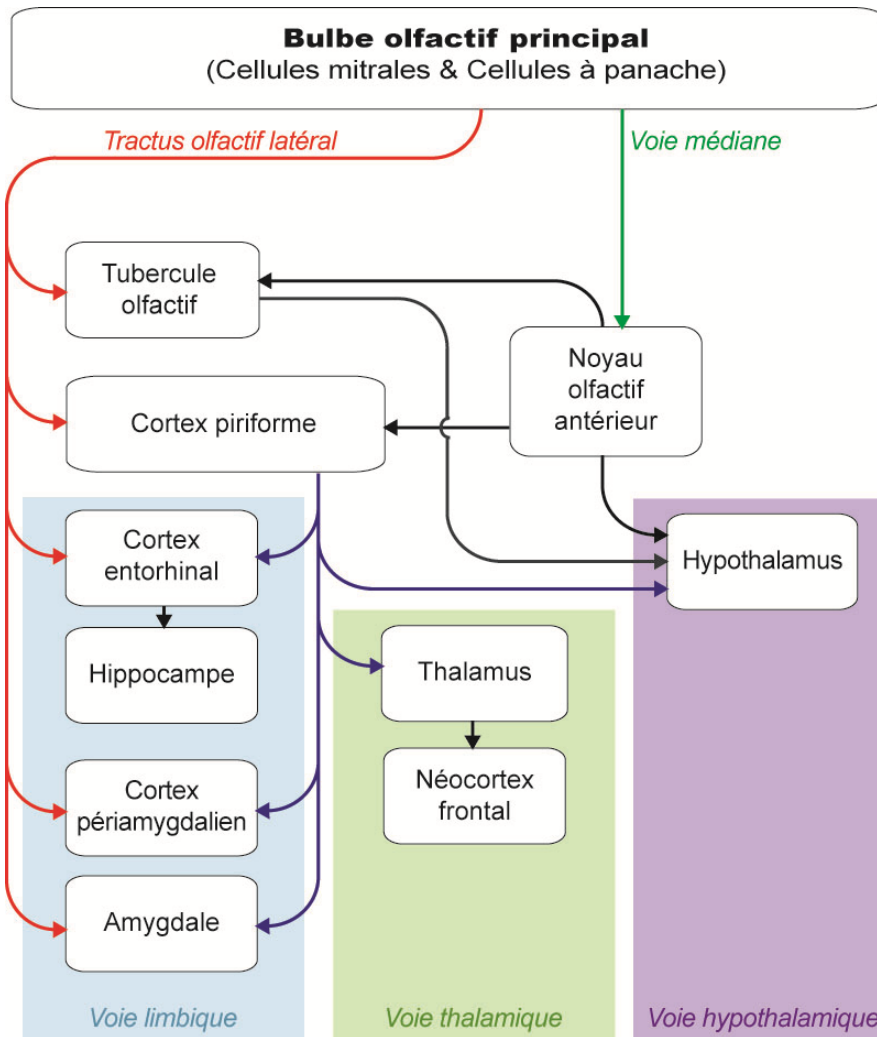 Bulbe olfactif principal
(Cellules mitrales & Cellules à panache)
Tractus olfactif latéral
Voie médiane
Tubercule
olfactif
Noyau
olfactif
antérieur
Cortex piriforme
Cortex
entorhinal
Hypothalamus
Hippocampe
Thalamus
Cortex
périamygdalien
Néocortex
frontal
Amygdale
Voie limbique
Voie thalamique
Voie hypothalamique